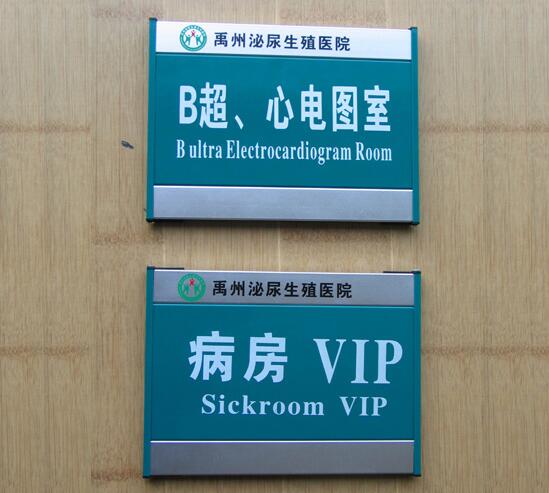 禹州泌尿生殖医院
B超、心电图室
B ultra Electrocardiogram Room
禹州泌尿生殖医院
病房 VIP
Sickroom VIP